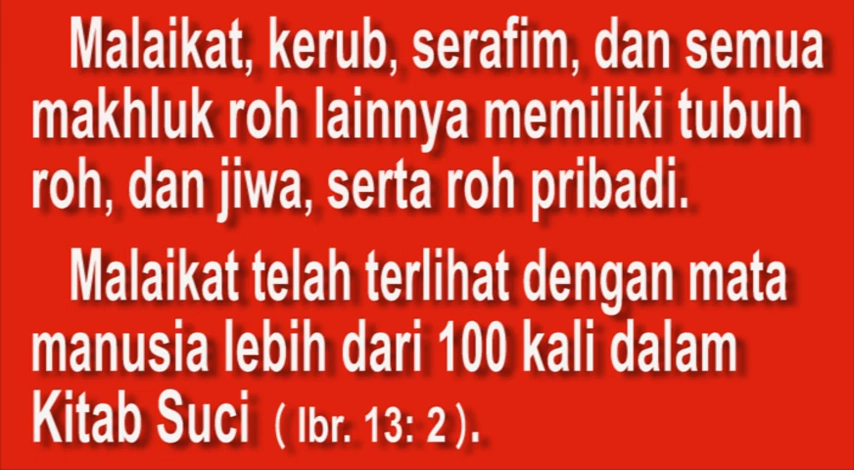 Malaikat, kerub, serafim, dan semua
makhluk roh lainnya memiliki tubuh
roh, dan jiwa, serta roh pribadi.
Malaikat telah terlihat dengan mata
manusia lebih dari 100 kali dalam
Kitab Suci ( Ibr. 13: 2 ).